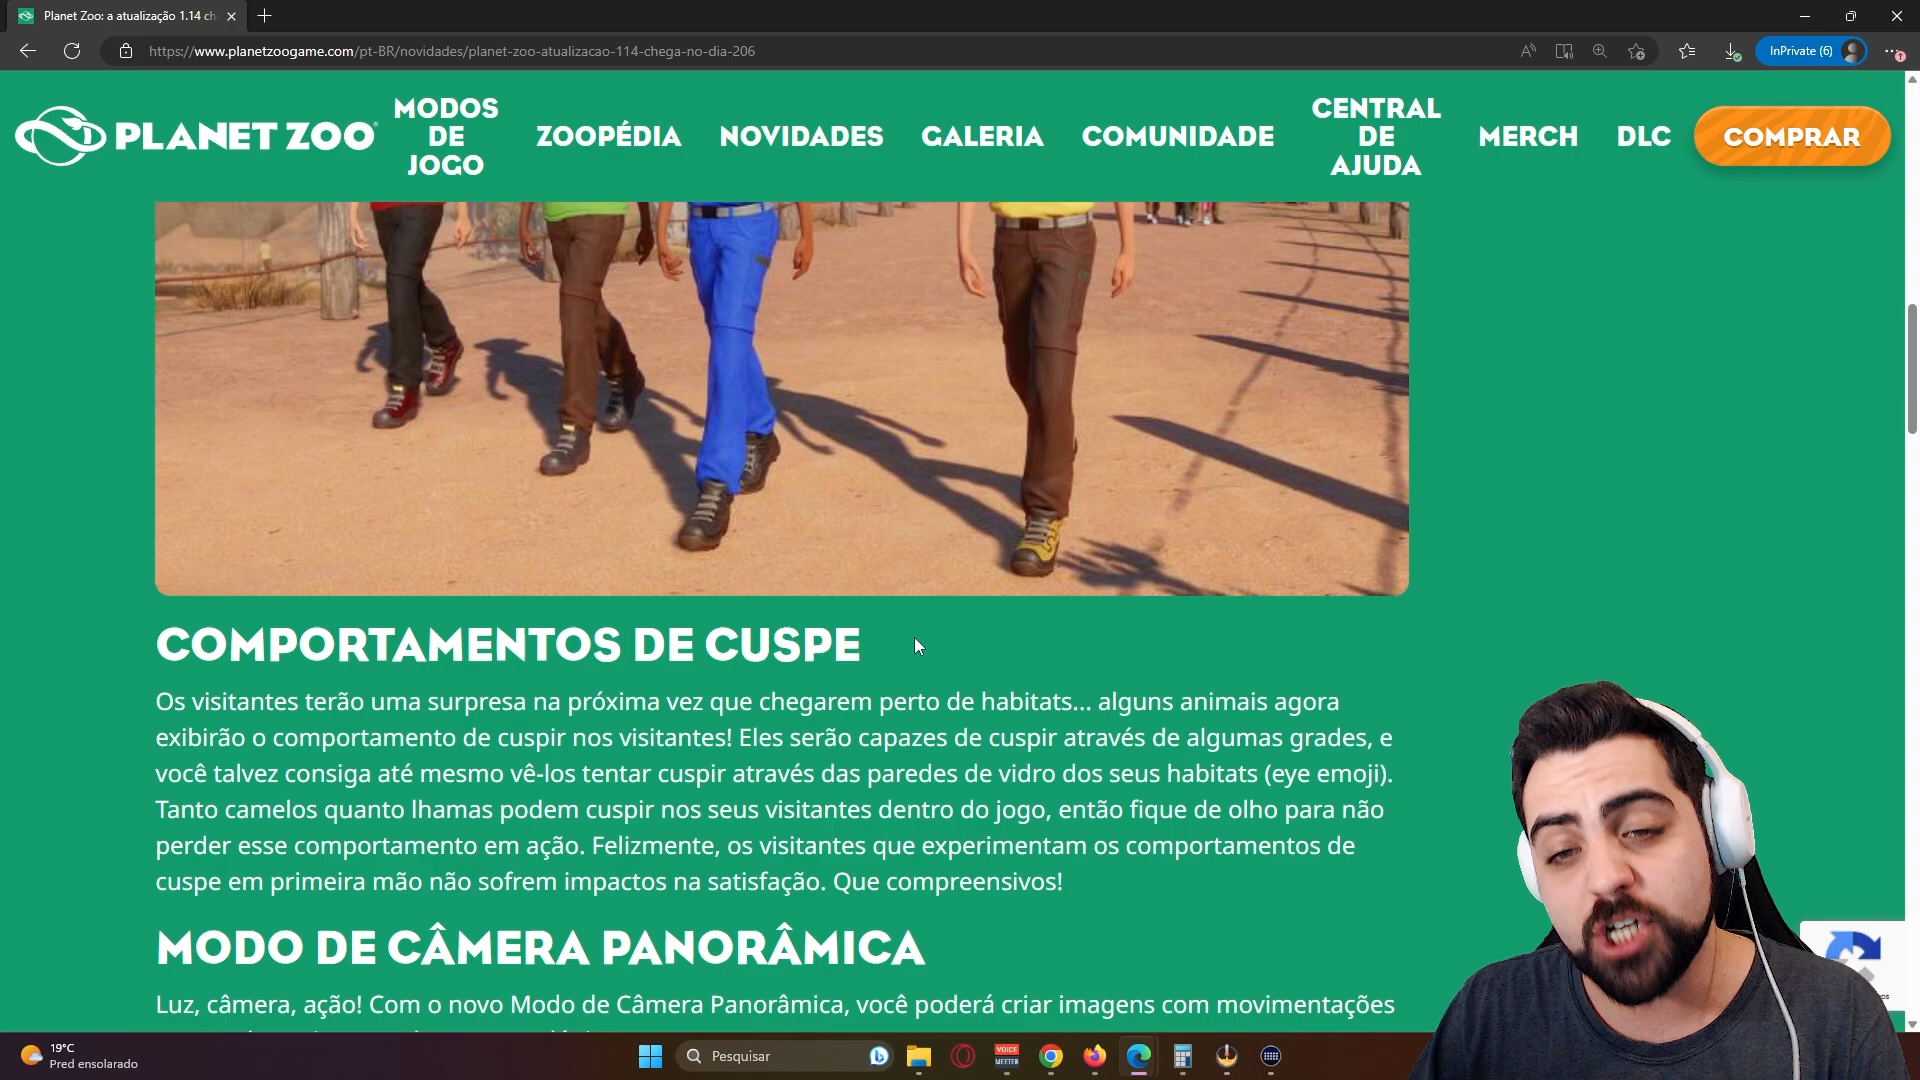 Planet Zoo: a atualização 1.14 ch
https://www.planetzoogame.com/pt-BR/novidades/planet-zoo-atualizacao-114-chega-no-dia-206
InPrivate (6)
PLANET ZOO
MODOS
DE
JOGO
ZOOPÉDIA
NOVIDADES
GALERIA
COMUNIDADE
CENTRAL
DE
AJUDA
MERCH
DLC
COMPRAR
COMPORTAMENTOS DE CUSPE
Os visitantes terão uma surpresa na próxima vez que chegarem perto de habitats... alguns animais agora
exibirão o comportamento de cuspir nos visitantes! Eles serão capazes de cuspir através de algumas grades, e
você talvez consiga até mesmo vê-los tentar cuspir através das paredes de vidro dos seus habitats (eye emoji).
Tanto camelos quanto lhamas podem cuspir nos seus visitantes dentro do jogo, então fique de olho para não
perder esse comportamento em ação. Felizmente, os visitantes que experimentam os comportamentos de
cuspe em primeira mão não sofrem impactos na satisfação. Que compreensivos!
MODO DE CÂMERA PANORÂMICA
Luz, câmera, ação! Com o novo Modo de Câmera Panorâmica, você poderá criar imagens com movimentações
19°C
Pred ensolarado
Pesquisar
VOICE
MEETER